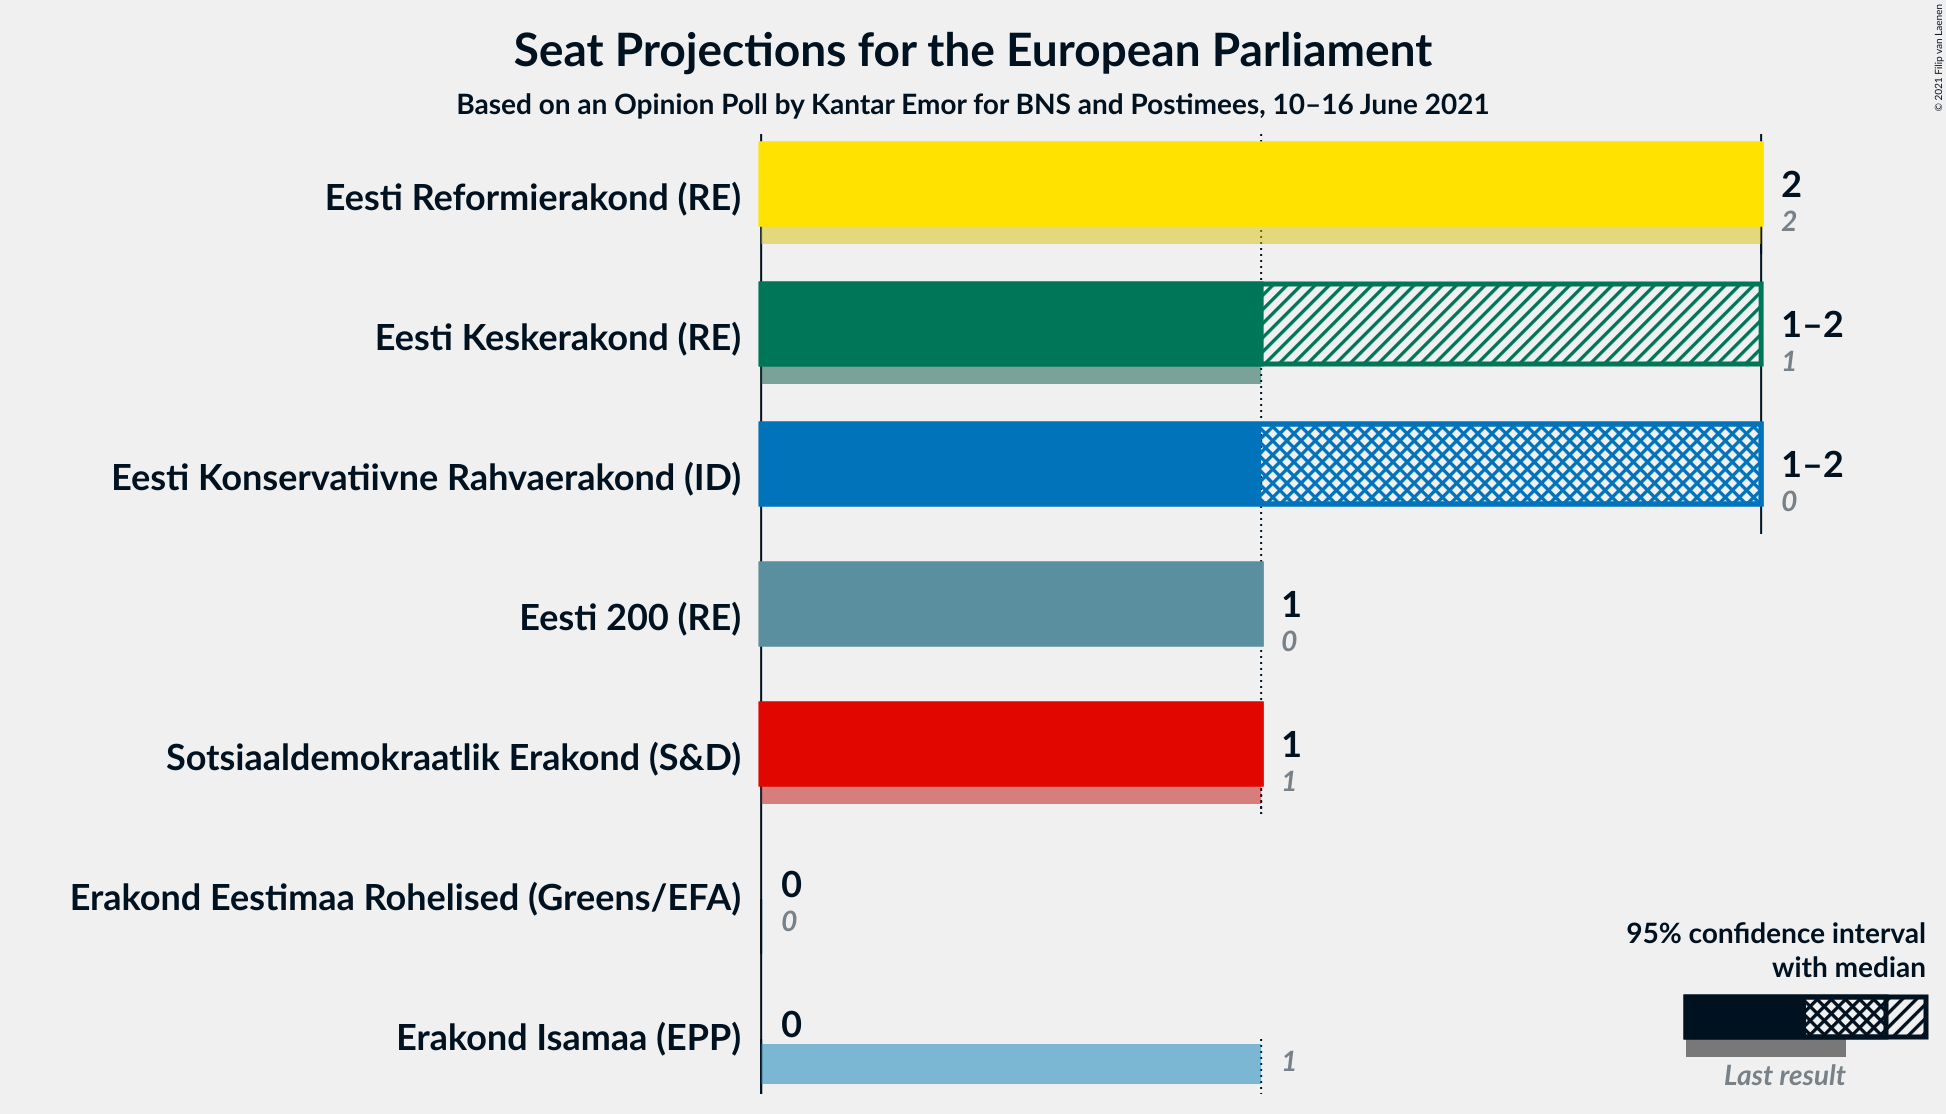 Seat Projections for the European Parliament
Based on an Opinion Poll by Kantar Emor for BNS and Postimees, 10–16 June 2021
© 2021 Filip van Laenen
Eesti Reformierakond (RE)
2
2
Eesti Keskerakond (RE)
1–2
1
Eesti Konservatiivne Rahvaerakond (ID)
1–2
0
Eesti 200 (RE)
1
0
Sotsiaaldemokraatlik Erakond (S&D)
1
1
Erakond Eestimaa Rohelised (Greens/EFA)
0
0
Erakond Isamaa (EPP)
0
1
95% confidence interval
with median
Last result